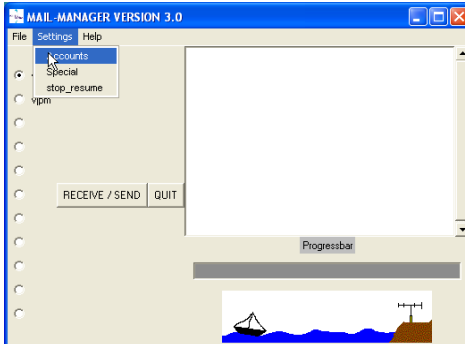 MAIL-MANAGER VERSION 3.0
File Settings Help
Accounts
Special
stop_resume
vjpm
RECEIVE / SEND QUIT
Progressbar